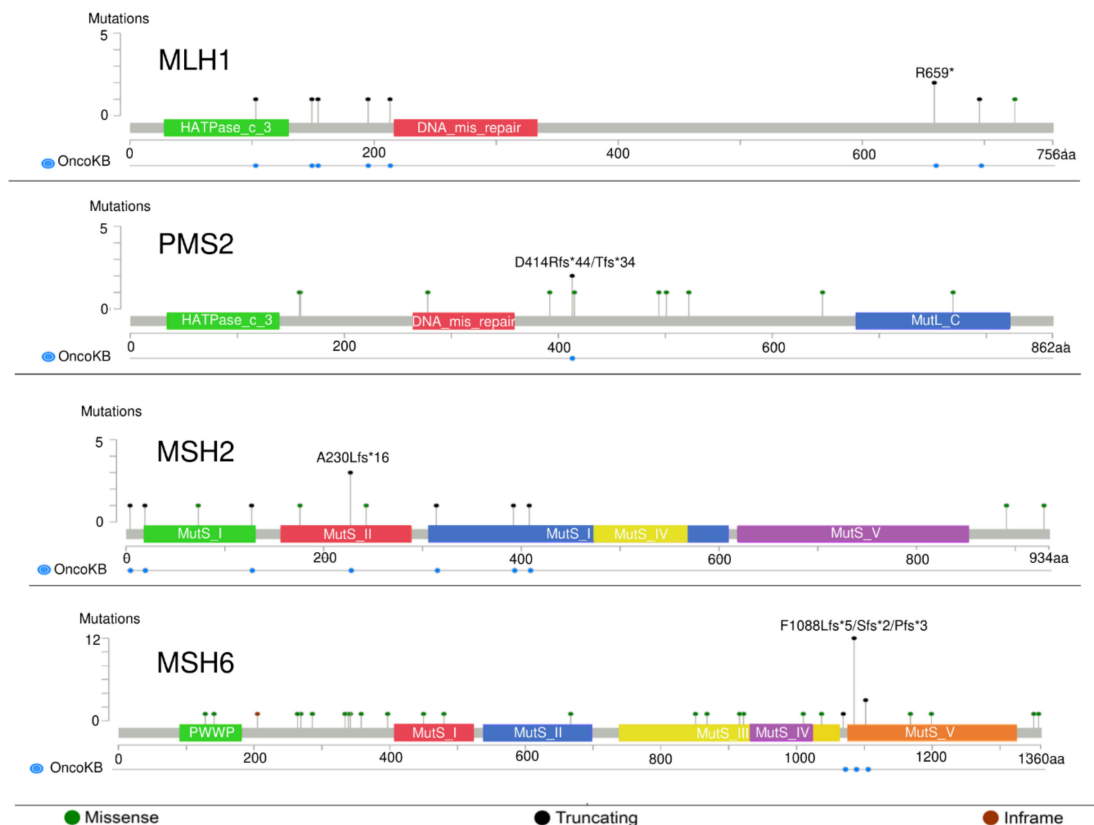 Mutations
5
MLH1
R659*
0
HATPase_c_3 DNA_mis_repair
0 200 400 600 756aa
OncoKB
Mutations
5
PMS2
D414Rfs*44/Tfs*34
0
HATPase_c_3 DNA_mis_repair MutL_C
0 200 400 600 862aa
OncoKB
Mutations
5
MSH2
A230Lfs*16
0
MutS_I MutS_II MutS_I MutS_IV MutS_V
0 200 400 600 800 934aa
OncoKB
Mutations
12
F1088Lfs*5/Sfs*2/Pfs*3
MSH6
0
PWWP MutS_I MutS_II MutS_III MutS_IV MutS_V
0 200 400 600 800 1000 1200 1360aa
OncoKB
Missense Truncating Inframe